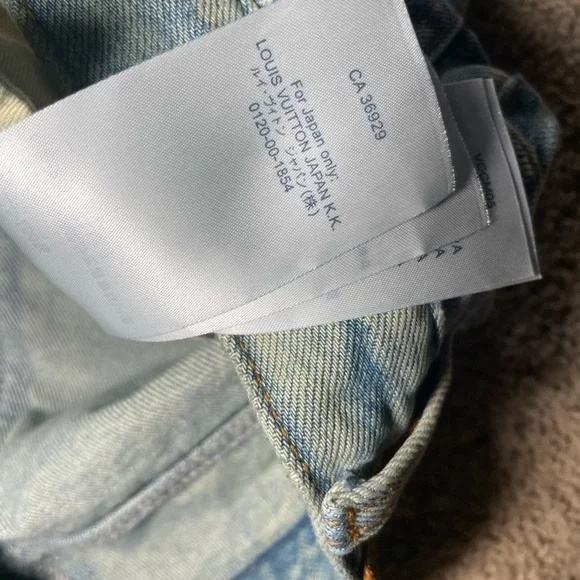 CA 36929
For Japan only:
LOUIS VUITTON JAPAN K.K.
ルイ・ヴィトン ジャパン(株)
0120-00-1854